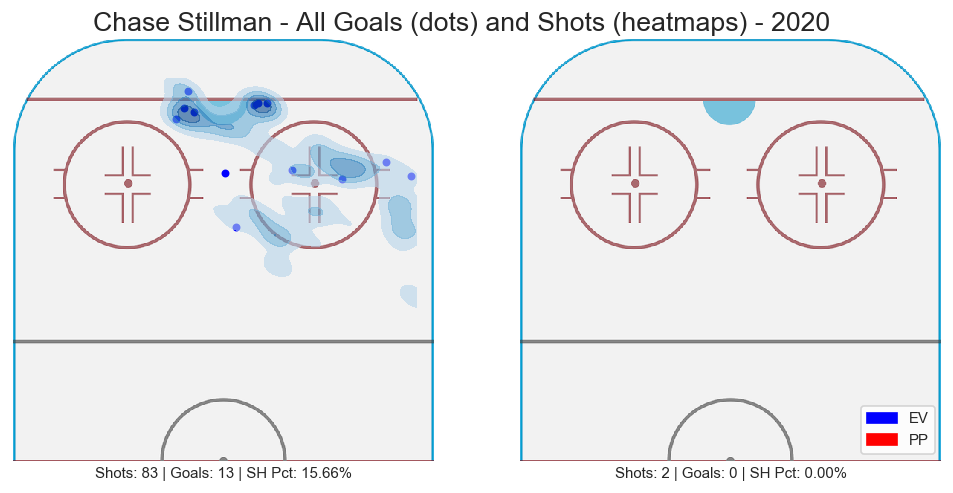 Chase Stillman - All Goals (dots) and Shots (heatmaps) - 2020
EV
PP
Shots: 83 | Goals: 13 | SH Pct: 15.66%
Shots: 2 | Goals: 0 | SH Pct: 0.00%